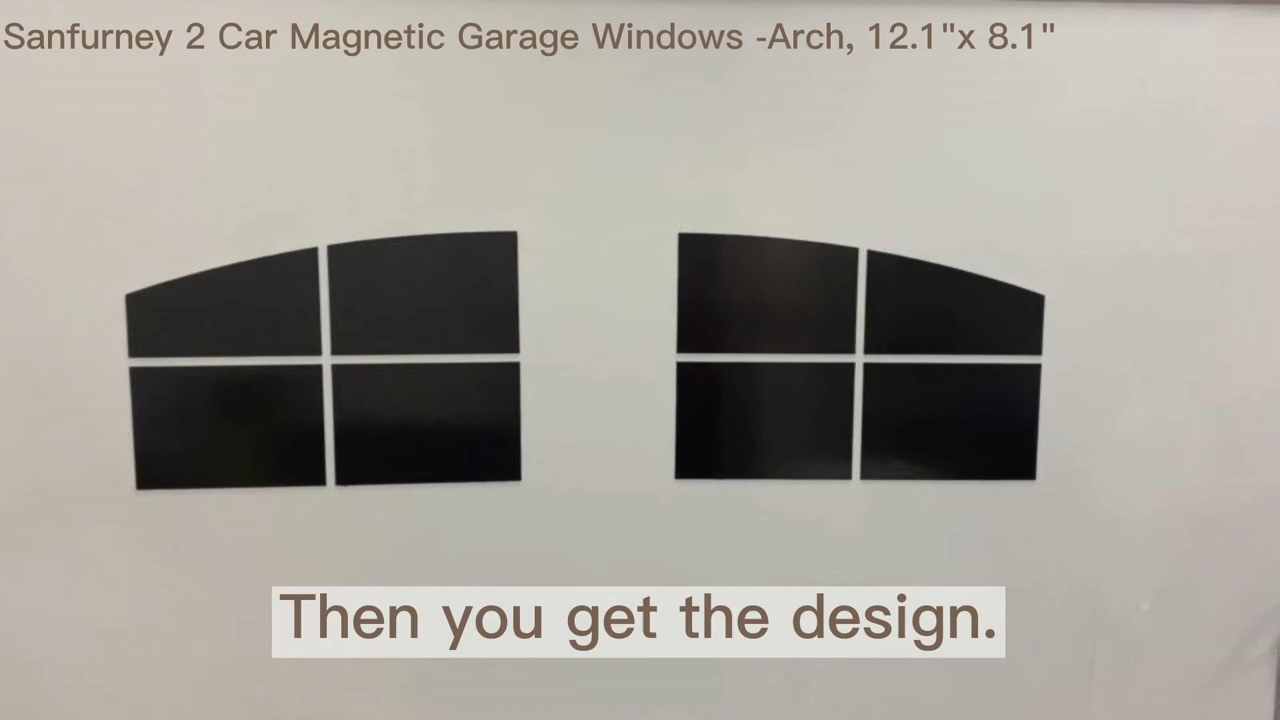 Sanfurney 2 Car Magnetic Garage Windows -Arch, 12.1"x 8.1"
Then you get the design.